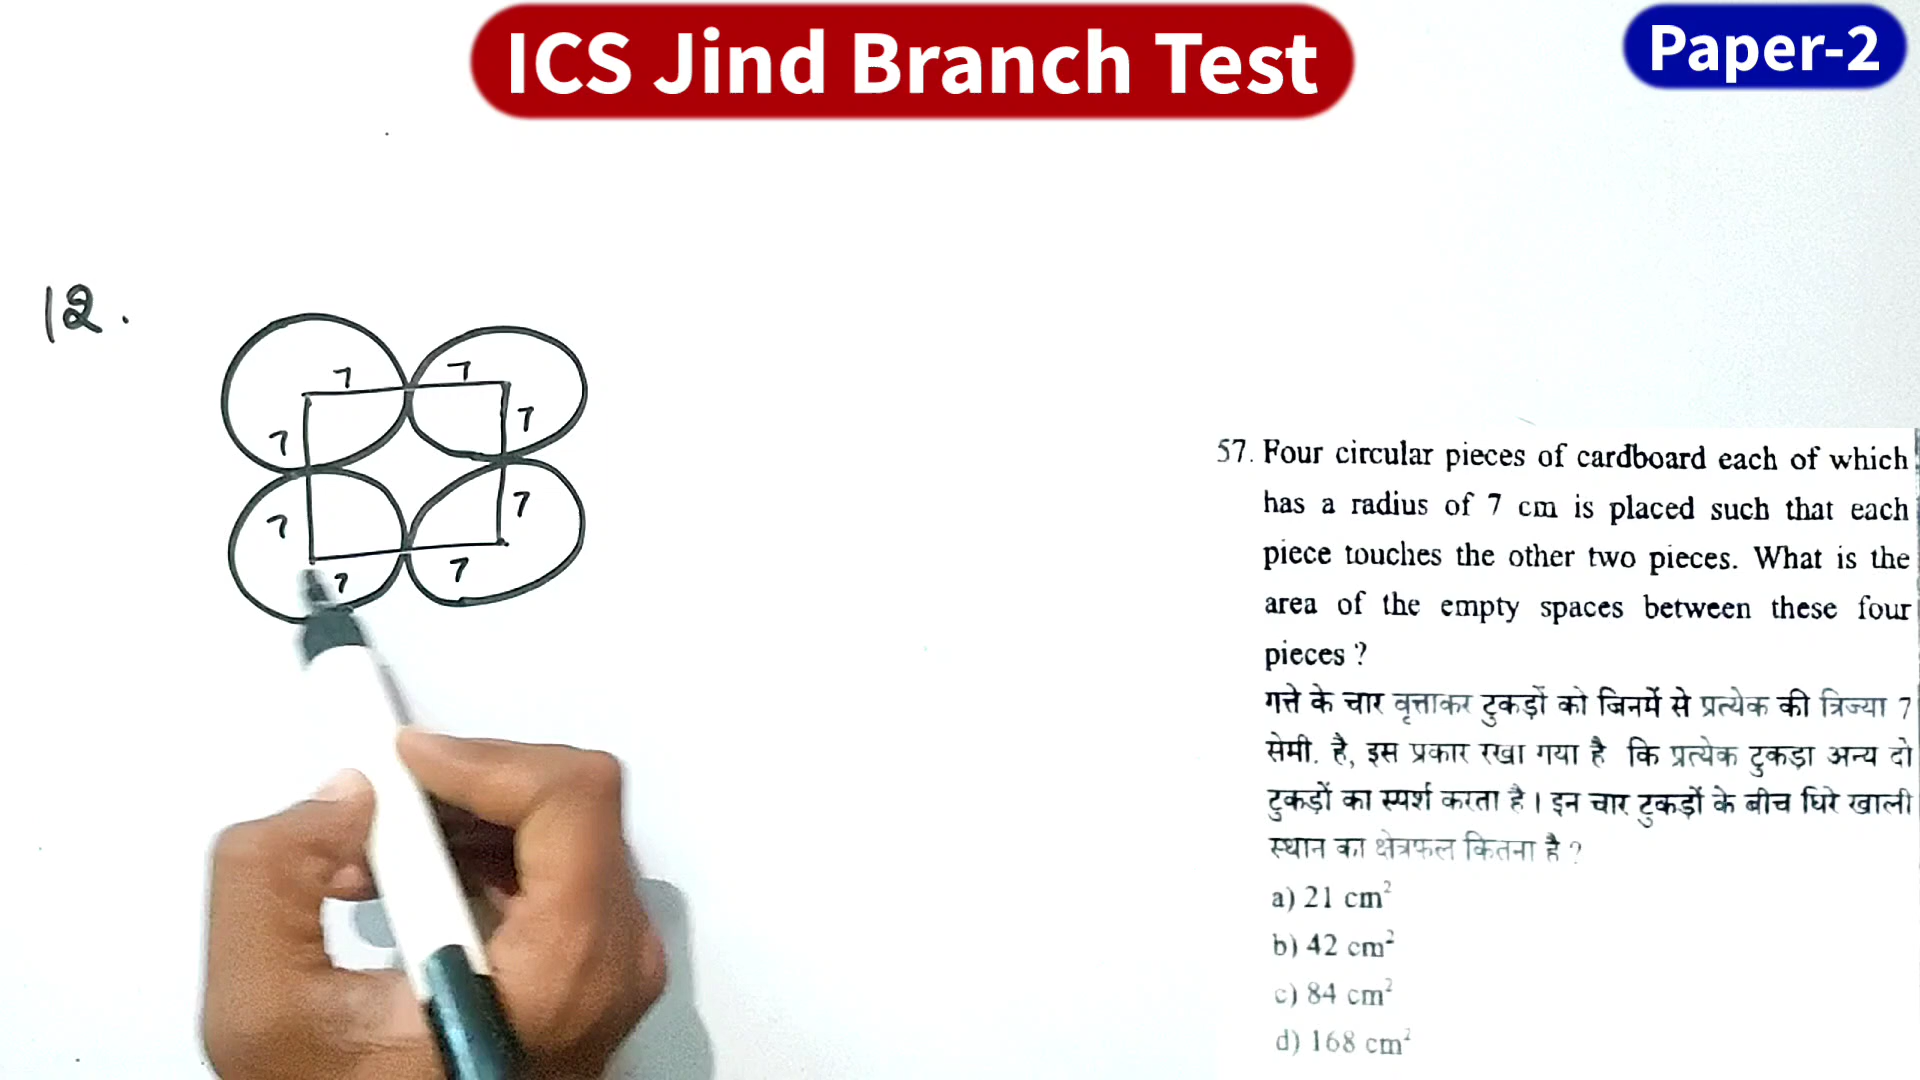 ICS Jind Branch Test
Paper-2
12.
7 7
7 7
7 7
7 7
57. Four circular pieces of cardboard each of which
has a radius of 7 cm is placed such that each
piece touches the other two pieces. What is the
area of the empty spaces between these four
pieces ?
गत्ते के चार वृत्ताकर टुकड़ों को जिनमें से प्रत्येक की त्रिज्या 7
सेमी. है, इस प्रकार रखा गया है कि प्रत्येक टुकड़ा अन्य दो
टुकड़ों का स्पर्श करता है। इन चार टुकड़ों के बीच घिरे खाली
स्थान का क्षेत्रफल कितना है ?
a) 21 cm²
b) 42 cm²
c) 84 cm²
d) 168 cm²